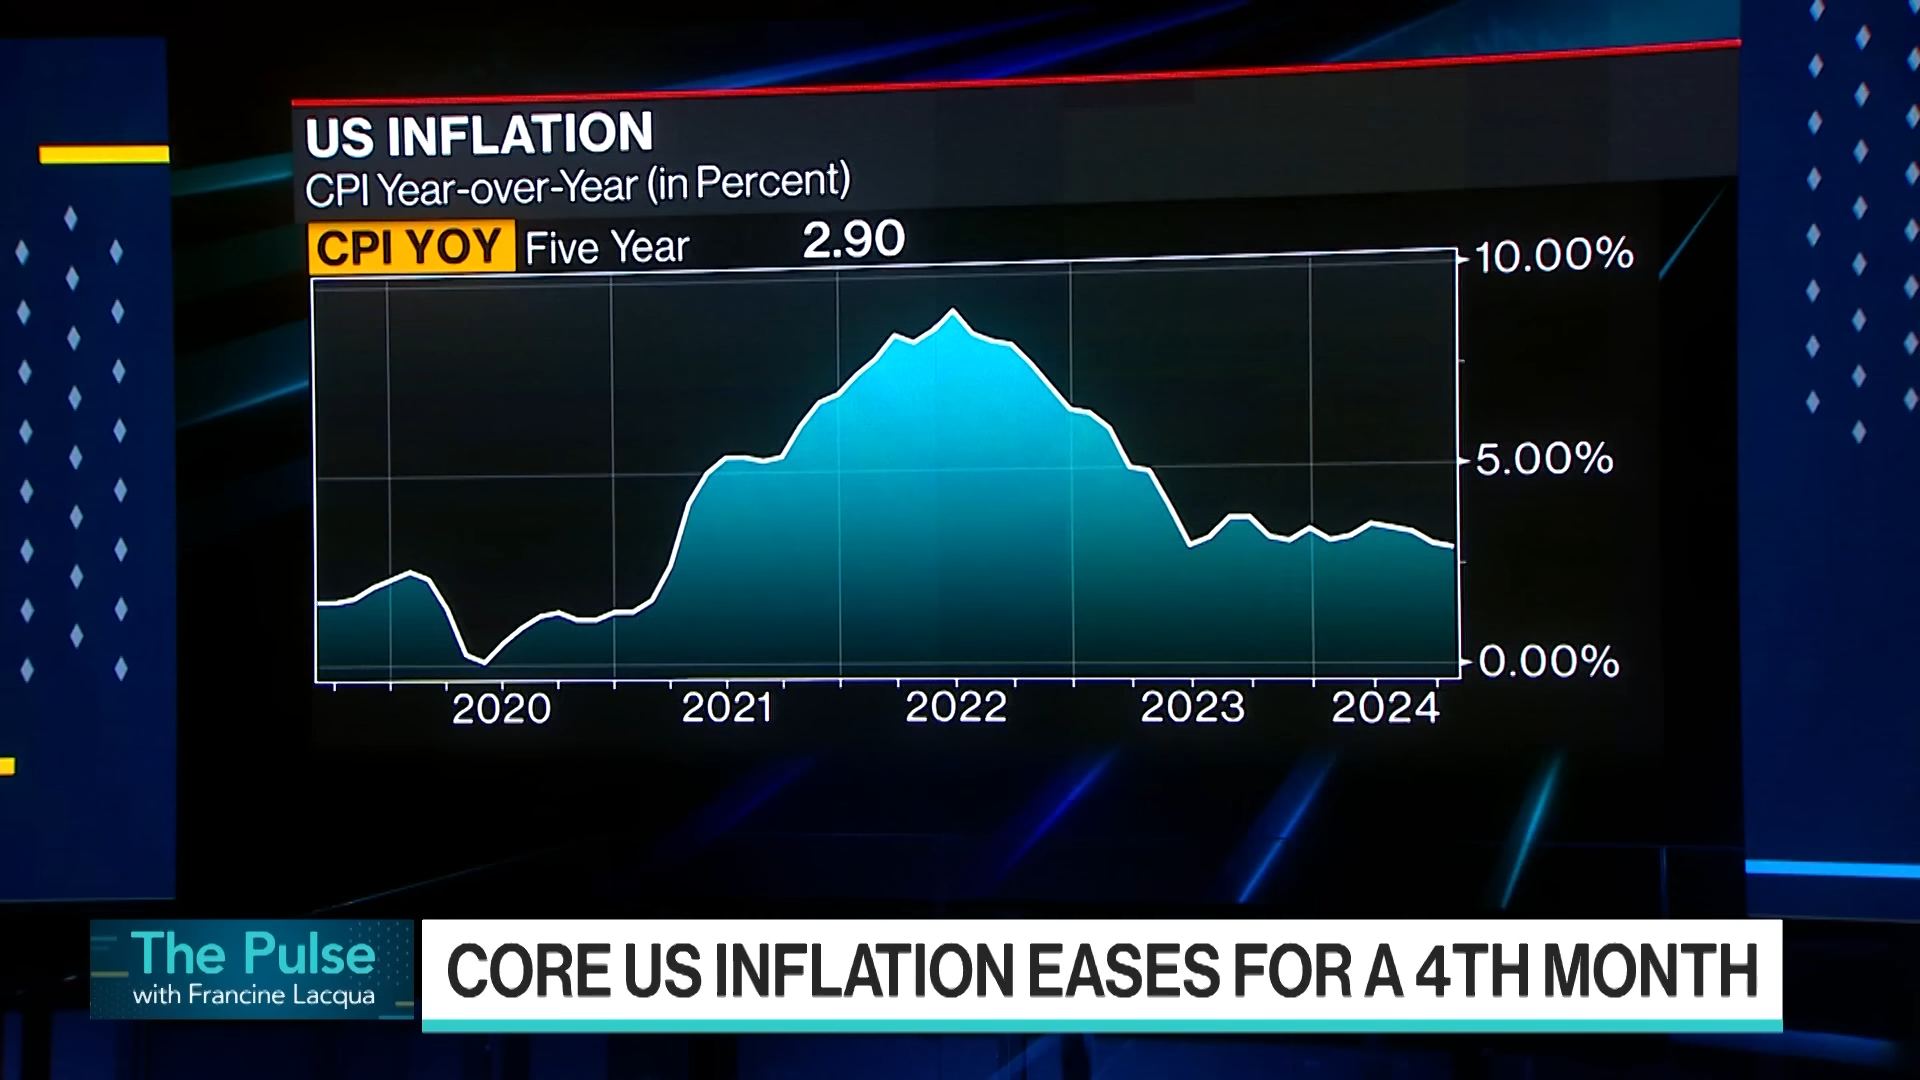 US INFLATION
CPI Year-over-Year (in Percent)
CPI YOY Five Year 2.90
10.00%
5.00%
0.00%
2020 2021 2022 2023 2024
The Pulse
with Francine Lacqua
CORE US INFLATION EASES FOR A 4TH MONTH